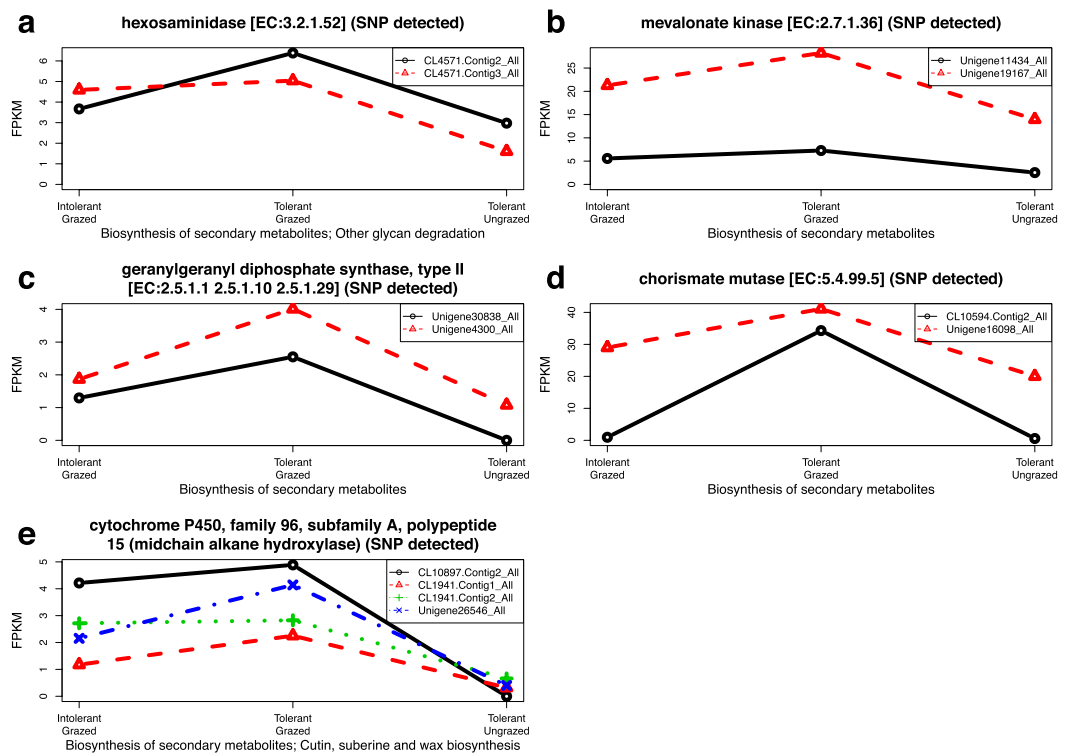 a
hexosaminidase [EC:3.2.1.52] (SNP detected)
FPKM
6
5
4
3
2
1
0
CL4571.Contig2_All
CL4571.Contig3_All
Intolerant Grazed
Tolerant Grazed
Tolerant Ungrazed
Biosynthesis of secondary metabolites; Other glycan degradation
b
mevalonate kinase [EC:2.7.1.36] (SNP detected)
FPKM
25
20
15
10
5
0
Unigene11434_All
Unigene19167_All
Intolerant Grazed
Tolerant Grazed
Tolerant Ungrazed
Biosynthesis of secondary metabolites
c
geranylgeranyl diphosphate synthase, type II
[EC:2.5.1.1 2.5.1.10 2.5.1.29] (SNP detected)
FPKM
4
3
2
1
0
Unigene30838_All
Unigene4300_All
Intolerant Grazed
Tolerant Grazed
Tolerant Ungrazed
Biosynthesis of secondary metabolites
d
chorismate mutase [EC:5.4.99.5] (SNP detected)
FPKM
40
30
20
10
0
CL10594.Contig2_All
Unigene16098_All
Intolerant Grazed
Tolerant Grazed
Tolerant Ungrazed
Biosynthesis of secondary metabolites
e
cytochrome P450, family 96, subfamily A, polypeptide
15 (midchain alkane hydroxylase) (SNP detected)
FPKM
5
4
3
2
1
0
CL10897.Contig2_All
CL1941.Contig1_All
CL1941.Contig2_All
Unigene26546_All
Intolerant Grazed
Tolerant Grazed
Tolerant Ungrazed
Biosynthesis of secondary metabolites; Cutin, suberine and wax biosynthesis